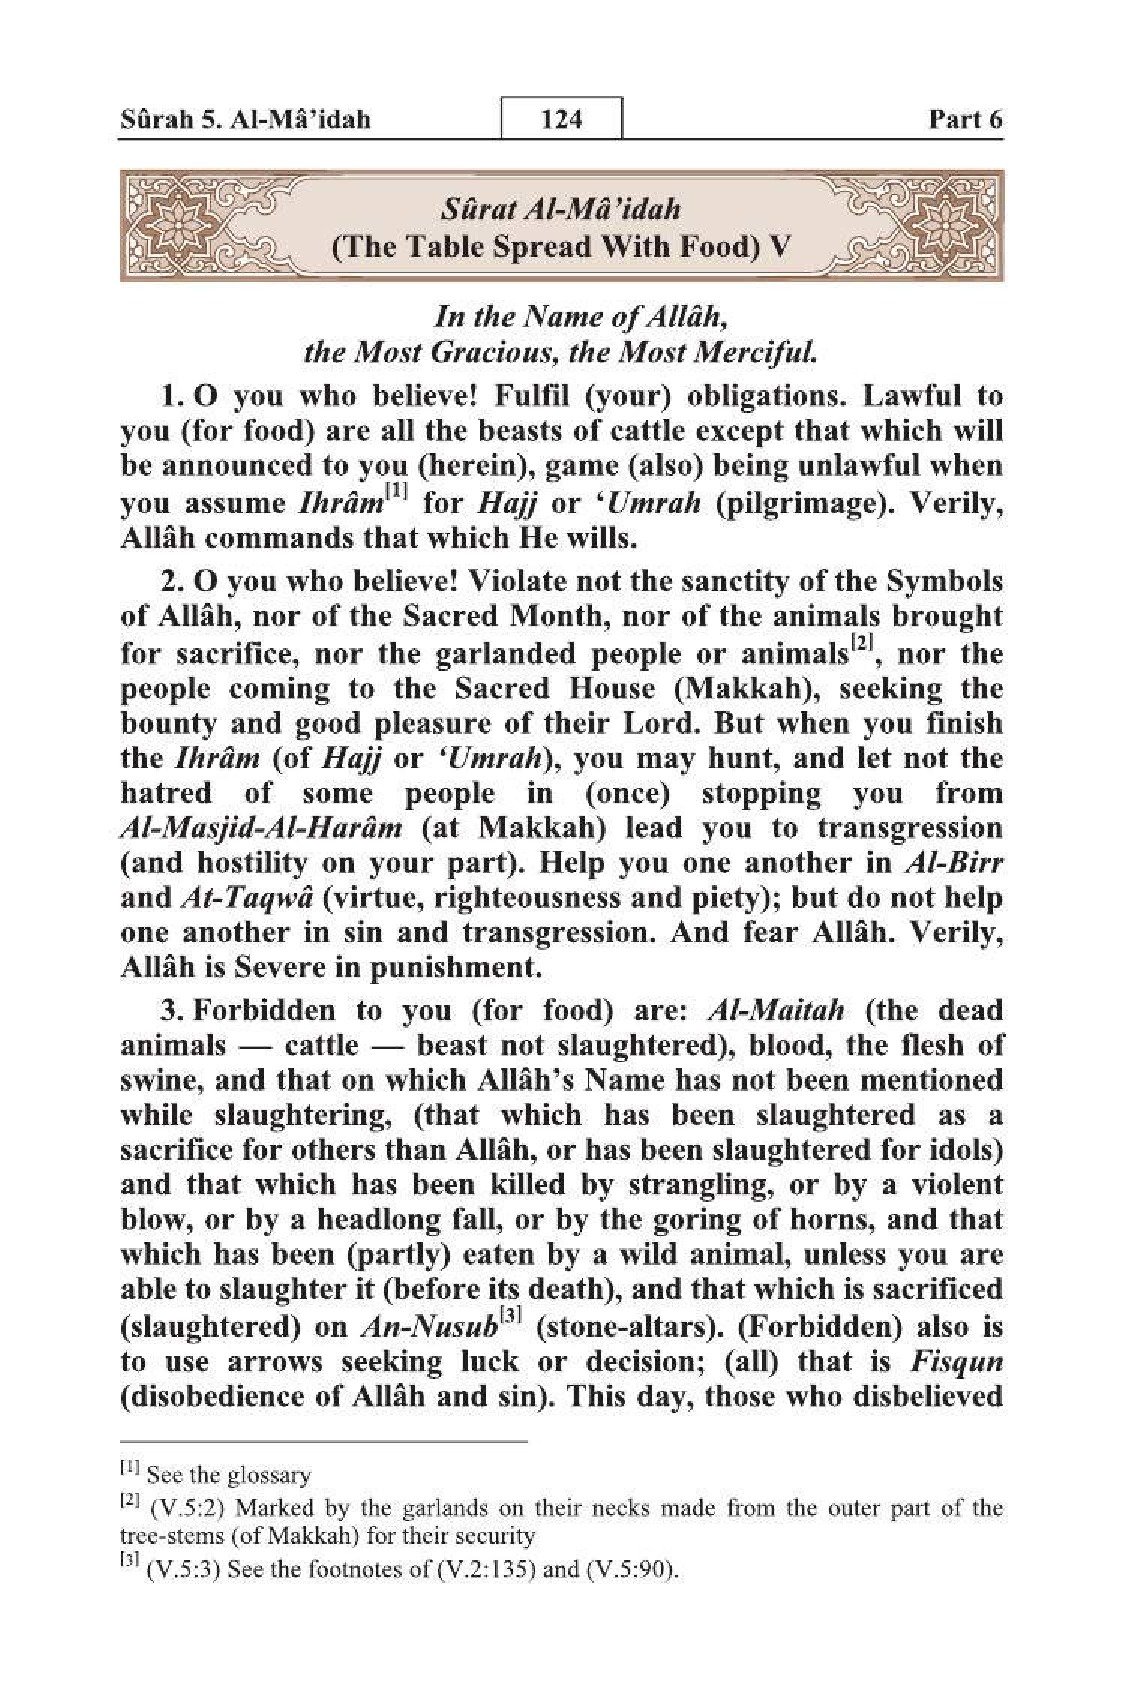 Sûrah 5. Al-Mâ’idah 124 Part 6
Sûrat Al-Mâ’idah
(The Table Spread With Food) V
In the Name of Allâh,
the Most Gracious, the Most Merciful.
1. O you who believe! Fulfil (your) obligations. Lawful to
you (for food) are all the beasts of cattle except that which will
be announced to you (herein), game (also) being unlawful when
you assume Ihrâm[1] for Hajj or ‘Umrah (pilgrimage). Verily,
Allâh commands that which He wills.
2. O you who believe! Violate not the sanctity of the Symbols
of Allâh, nor of the Sacred Month, nor of the animals brought
for sacrifice, nor the garlanded people or animals[2], nor the
people coming to the Sacred House (Makkah), seeking the
bounty and good pleasure of their Lord. But when you finish
the Ihrâm (of Hajj or ‘Umrah), you may hunt, and let not the
hatred of some people in (once) stopping you from
Al-Masjid-Al-Harâm (at Makkah) lead you to transgression
(and hostility on your part). Help you one another in Al-Birr
and At-Taqwâ (virtue, righteousness and piety); but do not help
one another in sin and transgression. And fear Allâh. Verily,
Allâh is Severe in punishment.
3. Forbidden to you (for food) are: Al-Maitah (the dead
animals — cattle — beast not slaughtered), blood, the flesh of
swine, and that on which Allâh’s Name has not been mentioned
while slaughtering, (that which has been slaughtered as a
sacrifice for others than Allâh, or has been slaughtered for idols)
and that which has been killed by strangling, or by a violent
blow, or by a headlong fall, or by the goring of horns, and that
which has been (partly) eaten by a wild animal, unless you are
able to slaughter it (before its death), and that which is sacrificed
(slaughtered) on An-Nusub[3] (stone-altars). (Forbidden) also is
to use arrows seeking luck or decision; (all) that is Fisqun
(disobedience of Allâh and sin). This day, those who disbelieved
[1] See the glossary
[2] (V.5:2) Marked by the garlands on their necks made from the outer part of the
tree-stems (of Makkah) for their security
[3] (V.5:3) See the footnotes of (V.2:135) and (V.5:90).